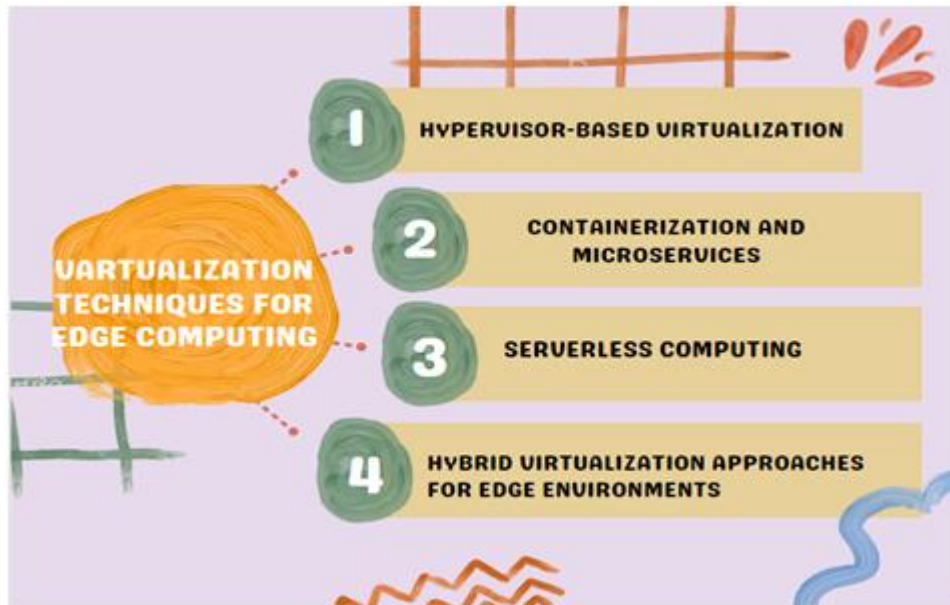 1
HYPERVISOR-BASED VIRTUALIZATION
2
CONTAINERIZATION AND
MICROSERVICES
VARTUALIZATION
TECHNIQUES FOR
EDGE COMPUTING
3
SERVERLESS COMPUTING
4
HYBRID VIRTUALIZATION APPROACHES
FOR EDGE ENVIRONMENTS